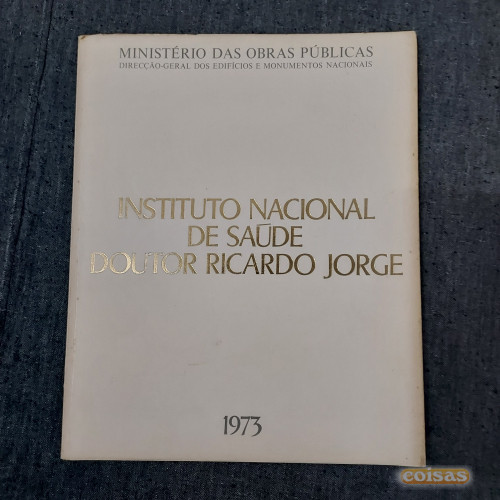 MINISTÉRIO DAS OBRAS PÚBLICAS
DIRECÇÃO-GERAL DOS EDIFÍCIOS E MONUMENTOS NACIONAIS
INSTITUTO NACIONAL
DE SAÚDE
DOUTOR RICARDO JORGE
1973
coisas